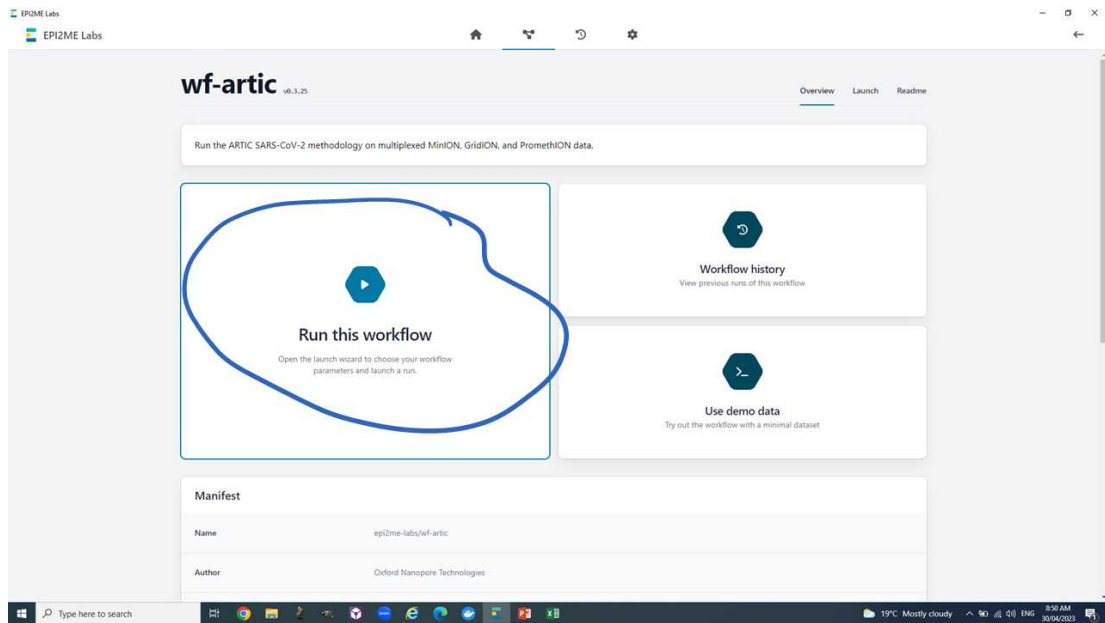 EPI2ME Labs
EPI2ME Labs
wf-artic v0.3.25
Overview Launch Readme
Run the ARTIC SARS-CoV-2 methodology on multiplexed MinION, GridION, and PromethION data.
Run this workflow
Open the launch wizard to choose your workflow
parameters and launch a run.
Workflow history
View previous runs of this workflow
Use demo data
Try out the workflow with a minimal dataset
Manifest
Name epi2me-labs/wf-artic
Author Oxford Nanopore Technologies
Type here to search
19°C Mostly cloudy ENG 8:50 AM
30/04/2023